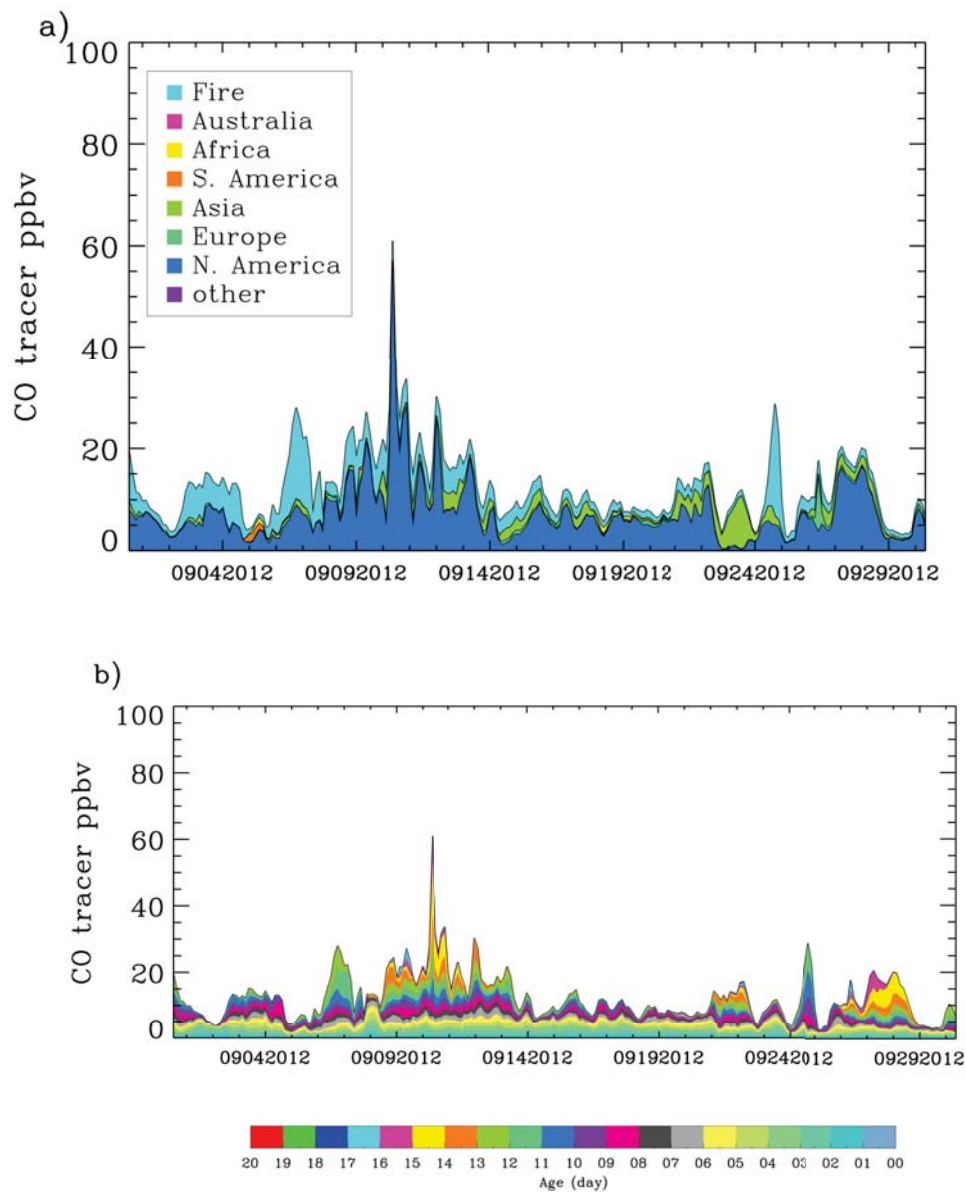 a)
100
80
60
40
20
0
CO tracer ppbv
Fire
Australia
Africa
S. America
Asia
Europe
N. America
other
09042012 09092012 09142012 09192012 09242012 09292012
b)
100
80
60
40
20
0
CO tracer ppbv
09042012 09092012 09142012 09192012 09242012 09292012
20 19 18 17 16 15 14 13 12 11 10 09 08 07 06 05 04 03 02 01 00
Age (day)